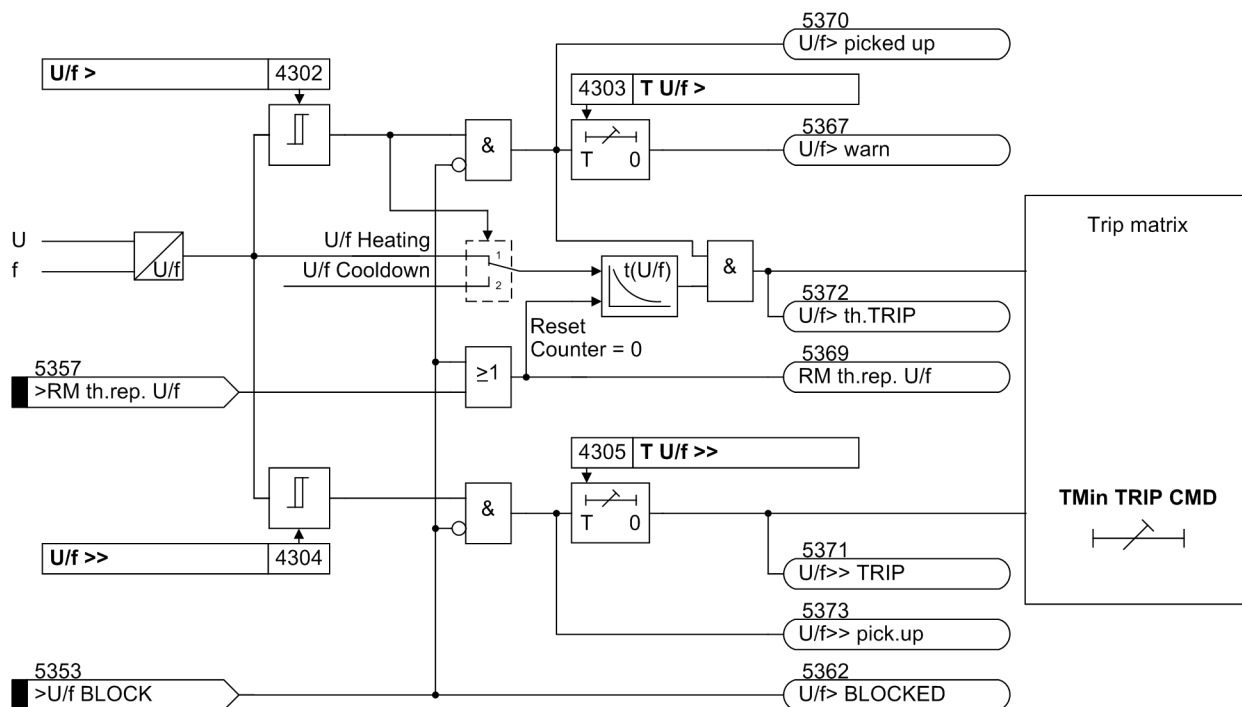 5370
U/f> picked up
U/f > 4302
4303 T U/f >
&
T 0
5367
U/f> warn
Trip matrix
U
f
U/f
U/f Heating
U/f Cooldown
1
2
t(U/f)
&
5372
U/f> th.TRIP
Reset
Counter = 0
5357
>RM th.rep. U/f
≥1
5369
RM th.rep. U/f
4305 T U/f >>
&
T 0
TMin TRIP CMD
U/f >> 4304
5371
U/f>> TRIP
5373
U/f>> pick.up
5353
>U/f BLOCK
5362
U/f> BLOCKED